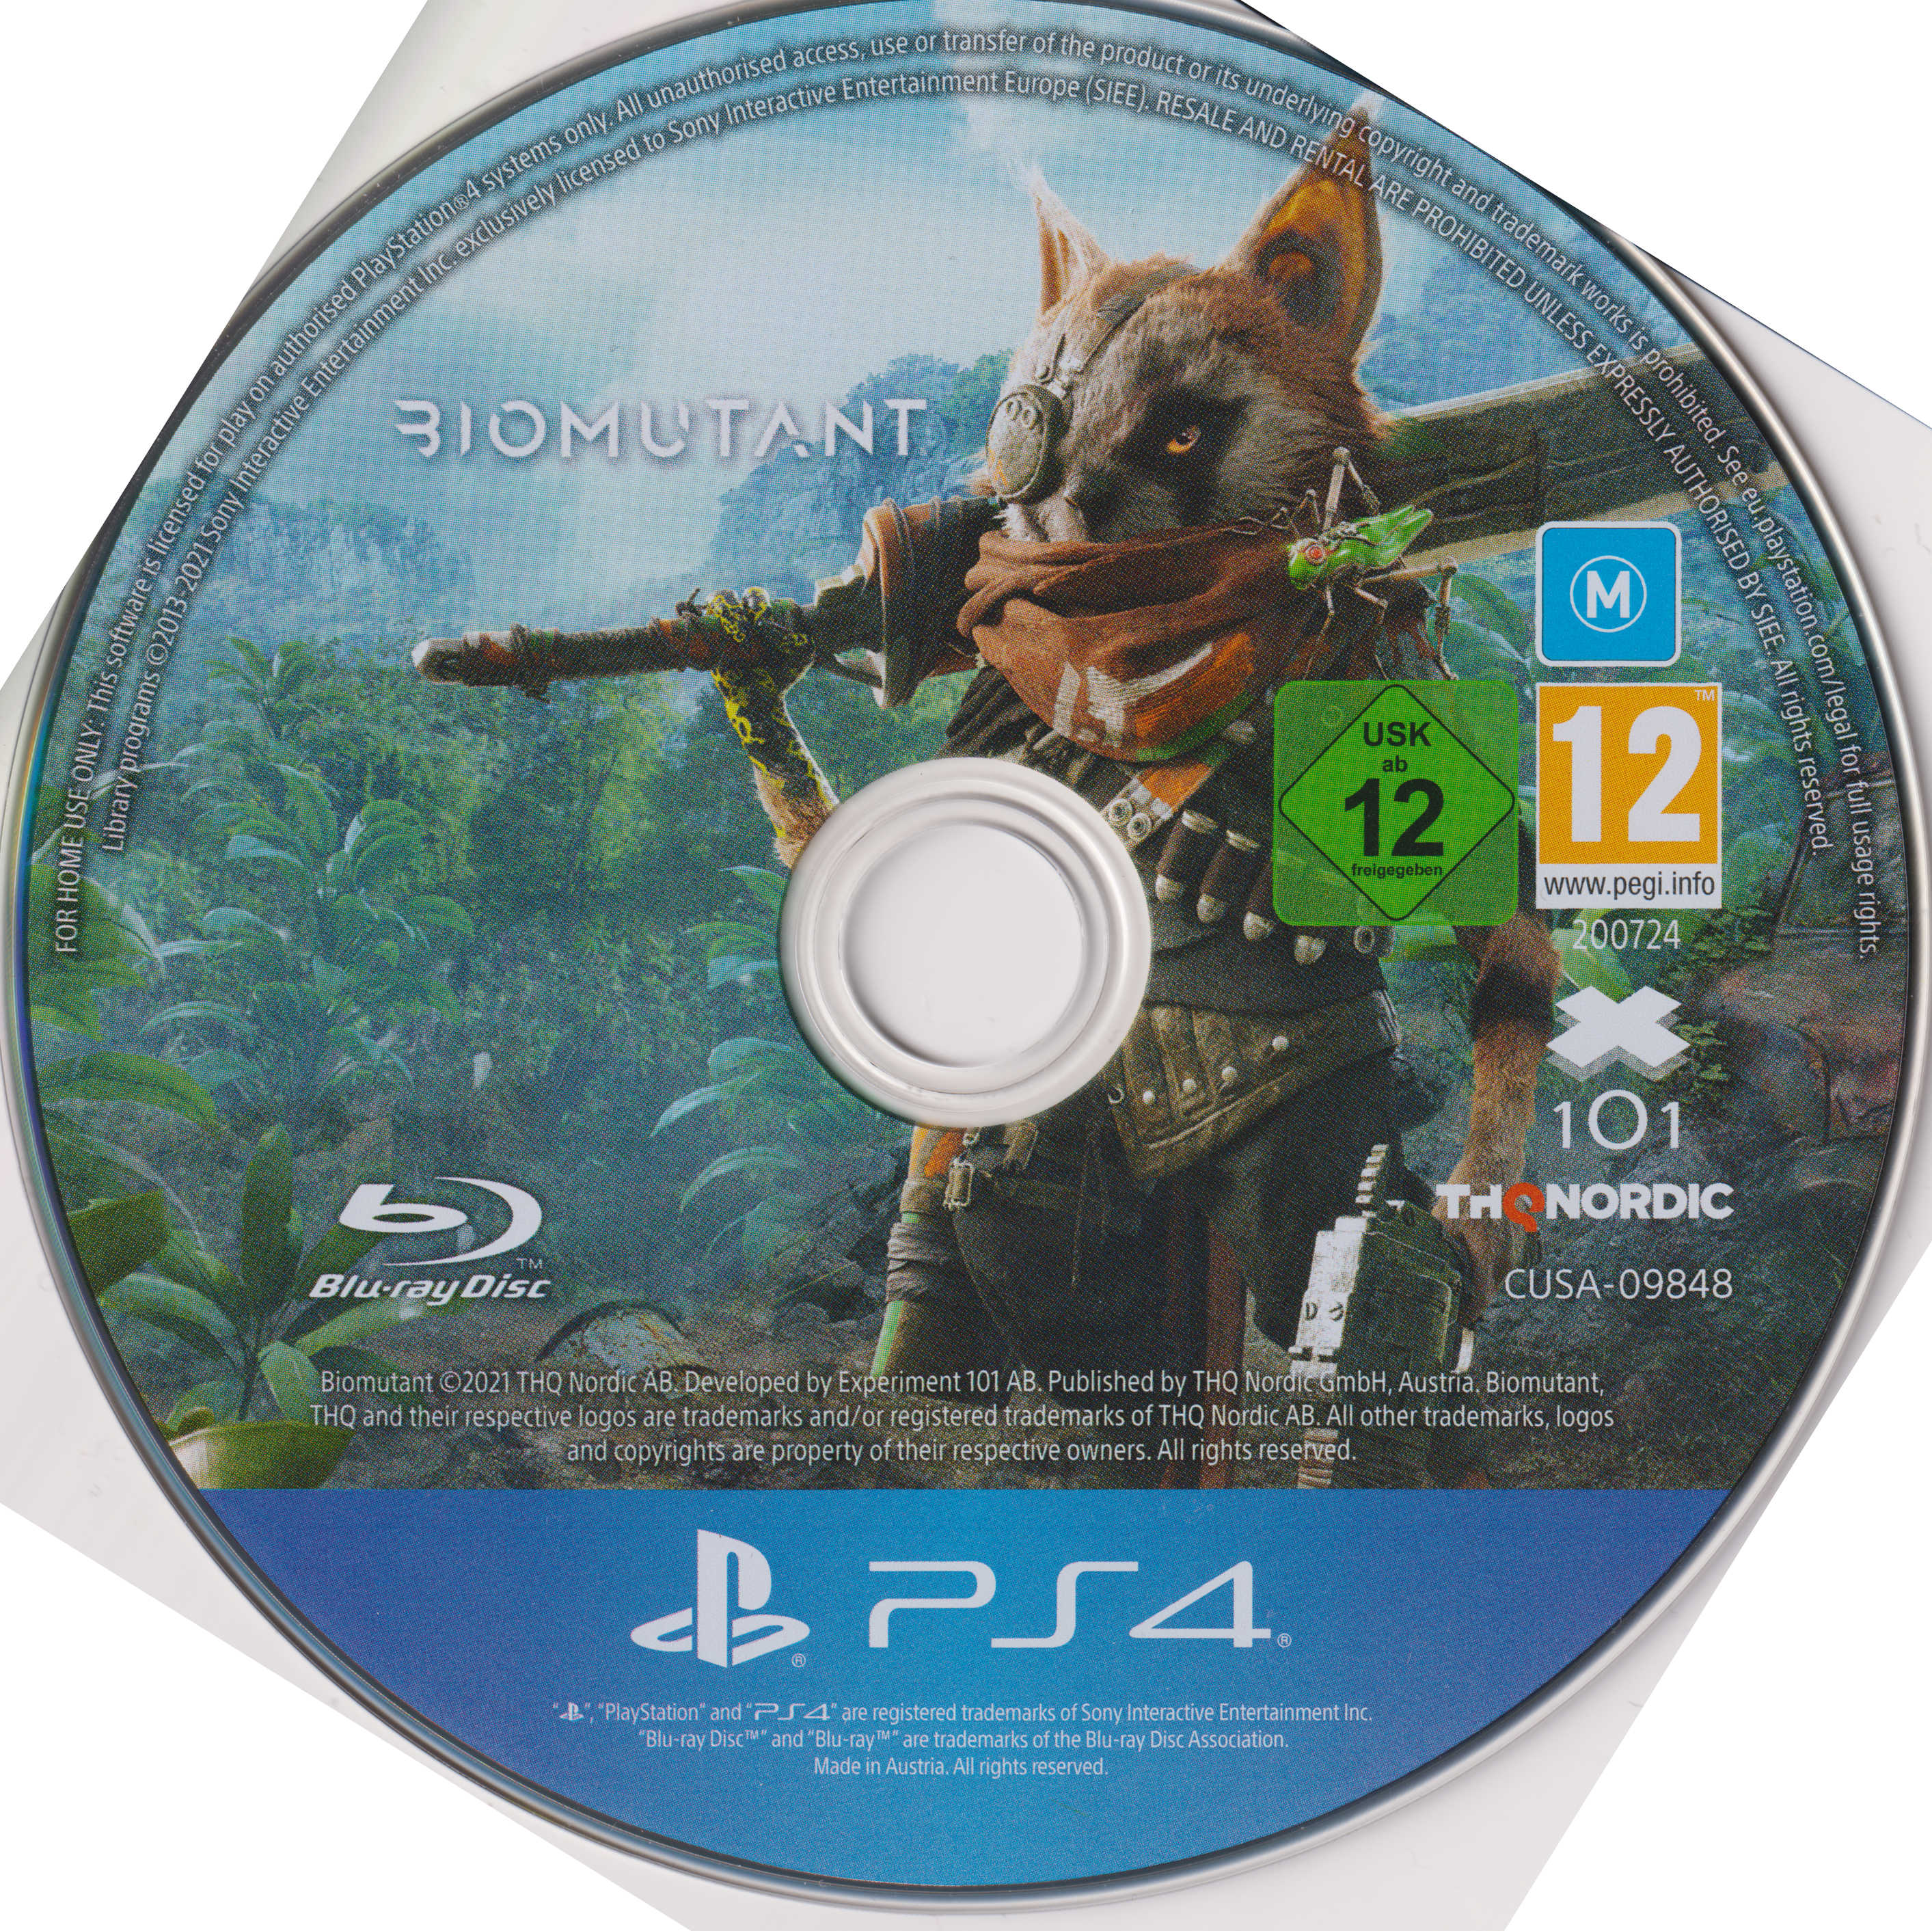 FOR HOME USE ONLY. This software is licensed for play on authorised PlayStation®4 systems only. All unauthorised access, use or transfer of the product or its underlying copyright and trademark works is prohibited. See eu.playstation.com/legal for full usage rights.
Library programs ©2013-2021 Sony Interactive Entertainment Inc. exclusively licensed to Sony Interactive Entertainment Europe (SIEE). RESALE AND RENTAL ARE PROHIBITED UNLESS EXPRESSLY AUTHORISED BY SIEE. All rights reserved.
BIOMUTANT
M
USK
ab
12
freigegeben
12™
www.pegi.info
200724
101
THQ NORDIC
CUSA-09848
Blu-ray Disc™
Biomutant ©2021 THQ Nordic AB. Developed by Experiment 101 AB. Published by THQ Nordic GmbH, Austria. Biomutant,
THQ and their respective logos are trademarks and/or registered trademarks of THQ Nordic AB. All other trademarks, logos
and copyrights are property of their respective owners. All rights reserved.
PS4®
“ ”, “PlayStation” and “PS4” are registered trademarks of Sony Interactive Entertainment Inc.
“Blu-ray Disc™” and “Blu-ray™” are trademarks of the Blu-ray Disc Association.
Made in Austria. All rights reserved.